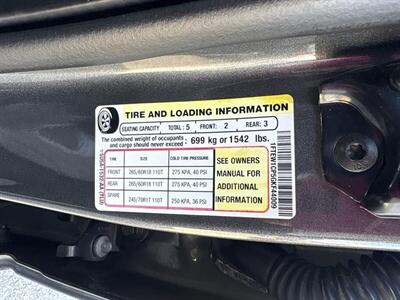 TIRE AND LOADING INFORMATION
SEATING CAPACITY TOTAL: 5 FRONT: 2 REAR: 3
The combined weight of occupants and cargo should never exceed : 699 kg or 1542 lbs.
TIRE SIZE COLD TIRE PRESSURE
FRONT 265/60R18 110T 275 KPA, 40 PSI
REAR 265/60R18 110T 275 KPA, 40 PSI
SPARE 245/70R17 110T 250 KPA, 36 PSI
SEE OWNERS
MANUAL FOR
ADDITIONAL
INFORMATION
1FTEW1CP5KKF44009